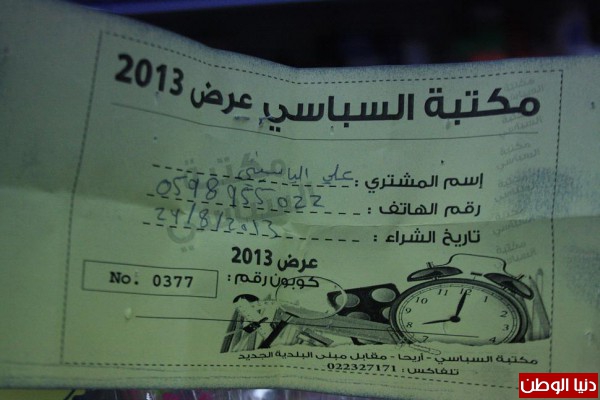 مكتبة السباسي عرض 2013
إسم المشتري : علي
رقم الهاتف : 0598955022
تاريخ الشراء : 24/8/2013
عرض 2013
كوبون رقم : No. 0377
مكتبة السباسي - أريحا - مقابل مبنى البلدية الجديد
تلفاكس : 022327171
دنيا الوطن